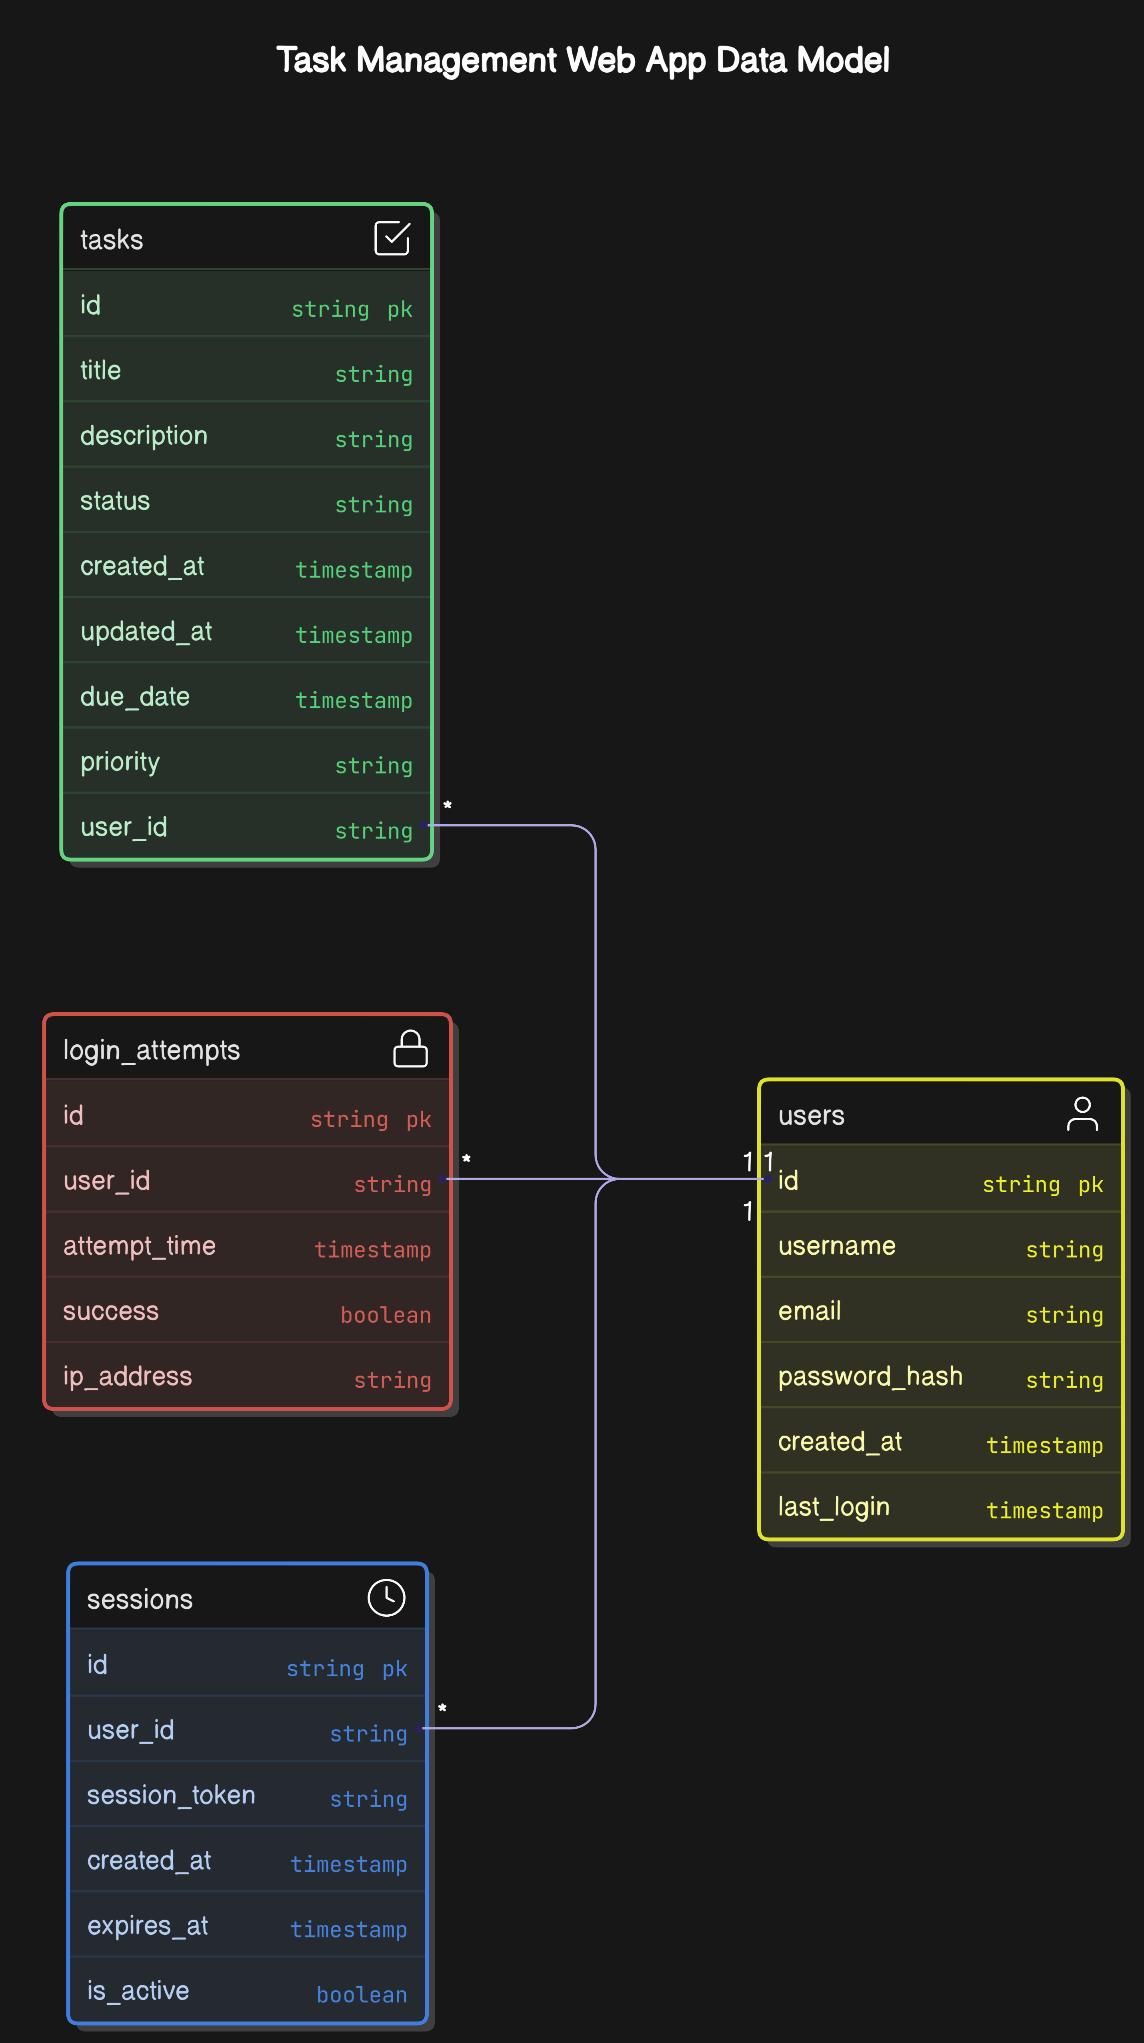 Task Management Web App Data Model
tasks
id string pk
title string
description string
status string
created_at timestamp
updated_at timestamp
due_date timestamp
priority string
user_id string
*
login_attempts
id string pk
user_id string
*
attempt_time timestamp
success boolean
ip_address string
users
1 1
id string pk
1
username string
email string
password_hash string
created_at timestamp
last_login timestamp
sessions
id string pk
user_id string
*
session_token string
created_at timestamp
expires_at timestamp
is_active boolean